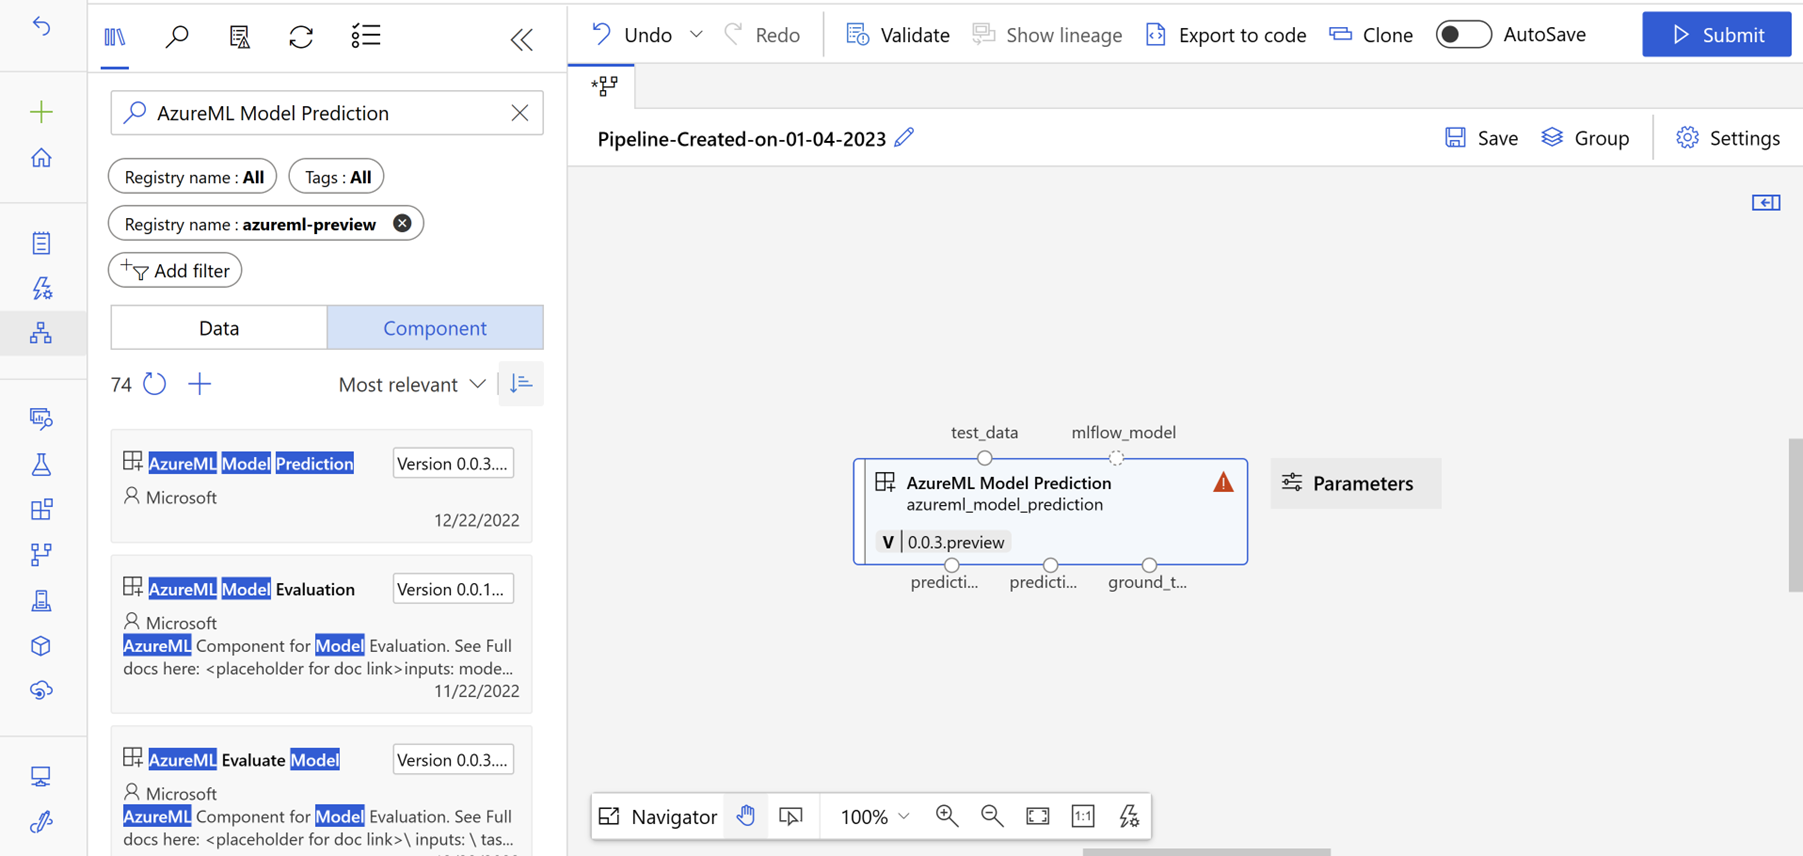 Undo
Redo
Validate
Show lineage
Export to code
Clone
AutoSave
Submit
AzureML Model Prediction
Pipeline-Created-on-01-04-2023
Save
Group
Settings
Registry name : All
Tags : All
Registry name : azureml-preview
Add filter
Data
Component
74
Most relevant
AzureML Model Prediction
Version 0.0.3....
Microsoft
12/22/2022
AzureML Model Evaluation
Version 0.0.1...
Microsoft
AzureML Component for Model Evaluation. See Full
docs here: <placeholder for doc link>inputs: mode...
11/22/2022
AzureML Evaluate Model
Version 0.0.3....
Microsoft
AzureML Component for Model Evaluation. See Full
docs here: <placeholder for doc link>\ inputs: \ tas...
test_data
mlflow_model
AzureML Model Prediction
azureml_model_prediction
V 0.0.3.preview
predicti...
predicti...
ground_t...
Parameters
Navigator
100%
1:1